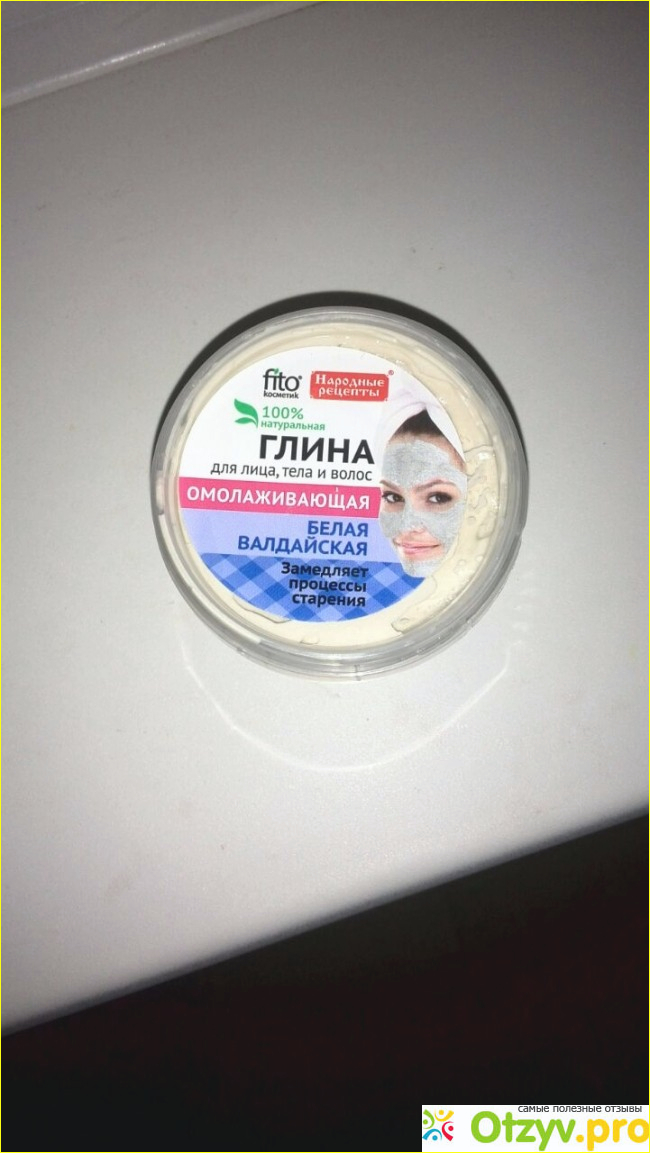 fito®
косметик
Народные
рецепты®
100%
натуральная
ГЛИНА
для лица, тела и волос
ОМОЛАЖИВАЮЩАЯ
БЕЛАЯ
ВАЛДАЙСКАЯ
Замедляет
процессы
старения
самые полезные отзывы
Otzyv.pro